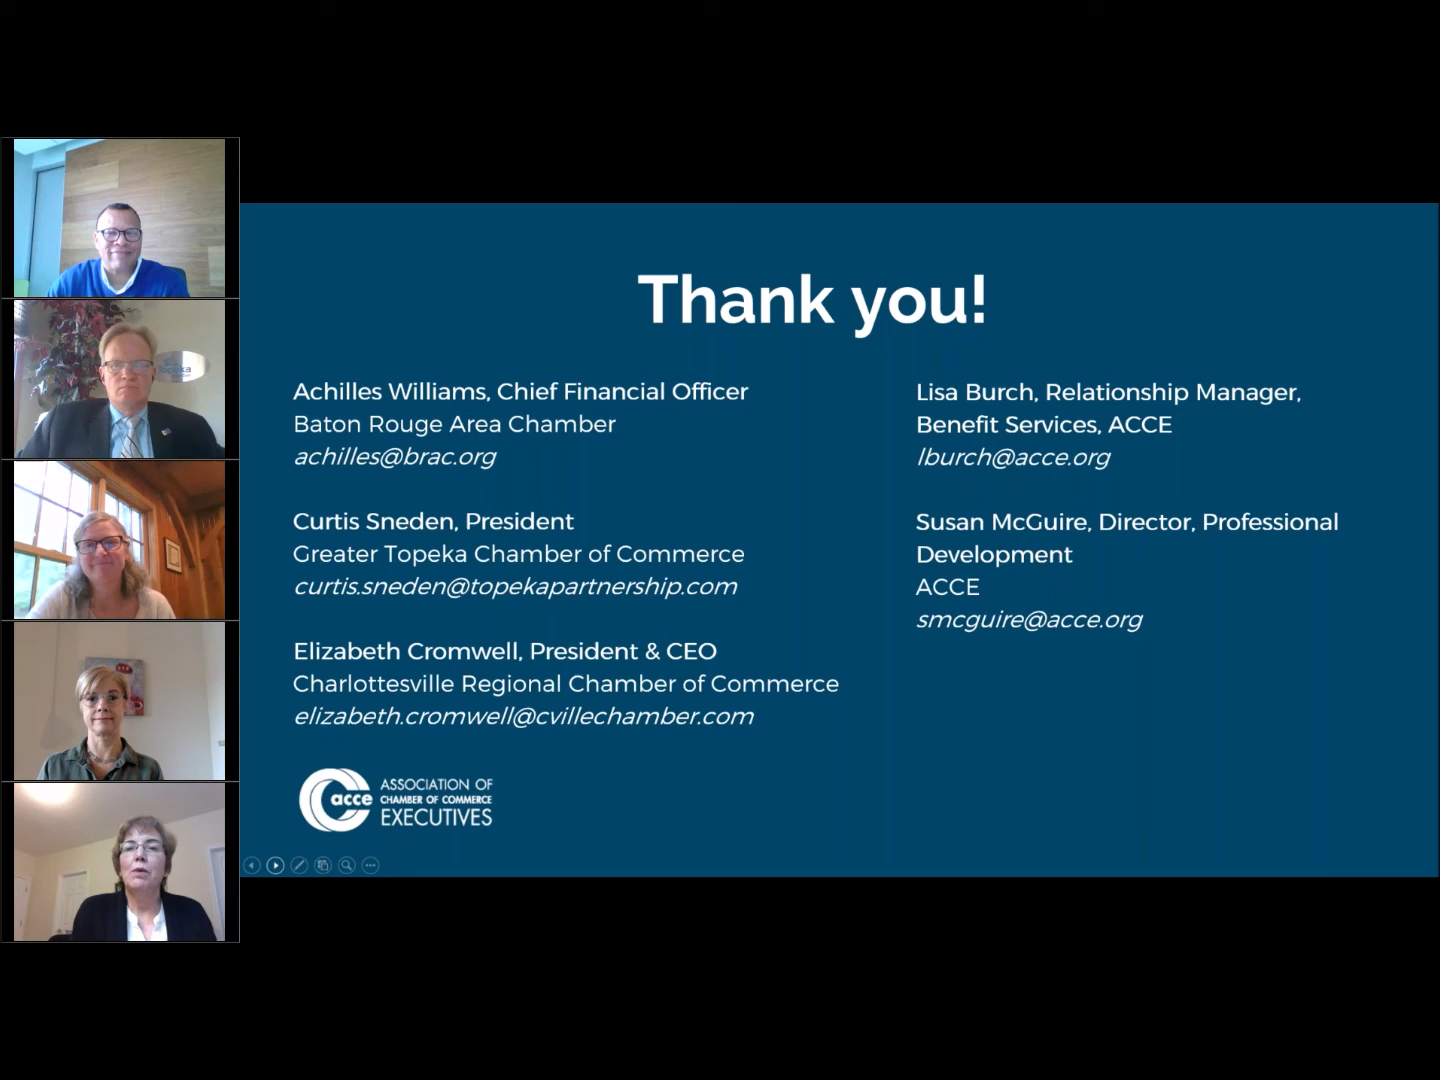 Topeka
Thank you!
Achilles Williams, Chief Financial Officer
Baton Rouge Area Chamber
achilles@brac.org
Curtis Sneden, President
Greater Topeka Chamber of Commerce
curtis.sneden@topekapartnership.com
Elizabeth Cromwell, President & CEO
Charlottesville Regional Chamber of Commerce
elizabeth.cromwell@cvillechamber.com
Lisa Burch, Relationship Manager,
Benefit Services, ACCE
lburch@acce.org
Susan McGuire, Director, Professional
Development
ACCE
smcguire@acce.org
acce
ASSOCIATION OF
CHAMBER OF COMMERCE
EXECUTIVES